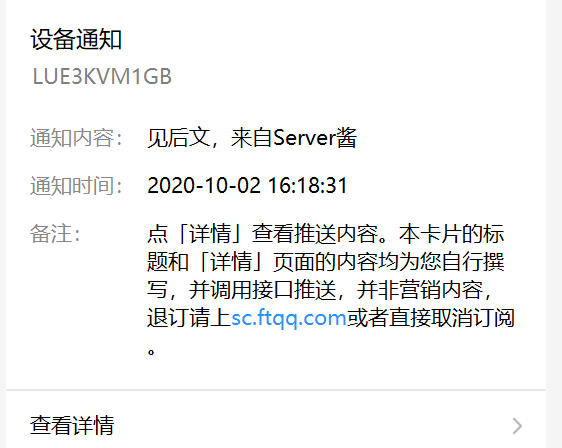 设备通知
LUE3KVM1GB
通知内容： 见后文，来自Server酱
通知时间： 2020-10-02 16:18:31
备注： 点「详情」查看推送内容。本卡片的标
题和「详情」页面的内容均为您自行撰
写，并调用接口推送，并非营销内容，
退订请上sc.ftqq.com或者直接取消订阅
。
查看详情